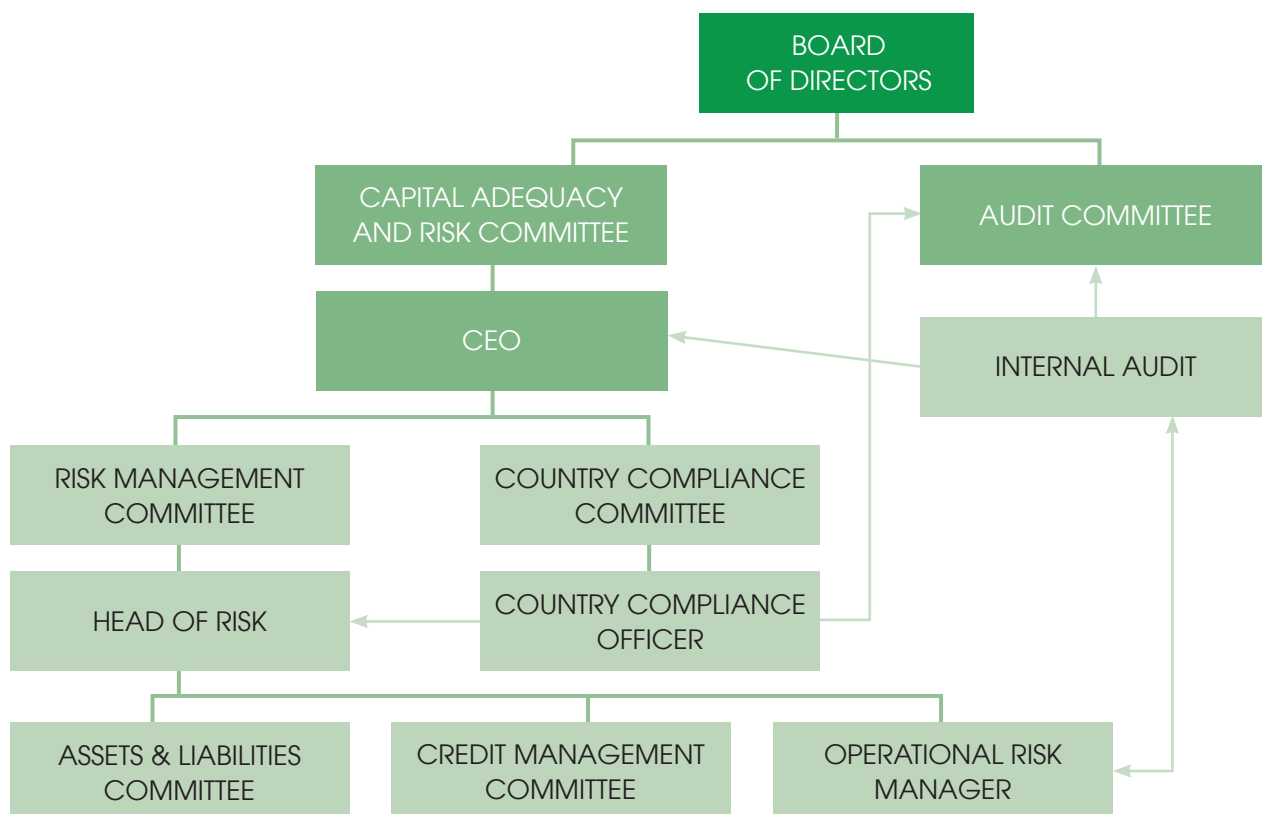 BOARD
OF DIRECTORS
CAPITAL ADEQUACY
AND RISK COMMITTEE
AUDIT COMMITTEE
CEO
INTERNAL AUDIT
RISK MANAGEMENT
COMMITTEE
COUNTRY COMPLIANCE
COMMITTEE
HEAD OF RISK
COUNTRY COMPLIANCE
OFFICER
ASSETS & LIABILITIES
COMMITTEE
CREDIT MANAGEMENT
COMMITTEE
OPERATIONAL RISK
MANAGER